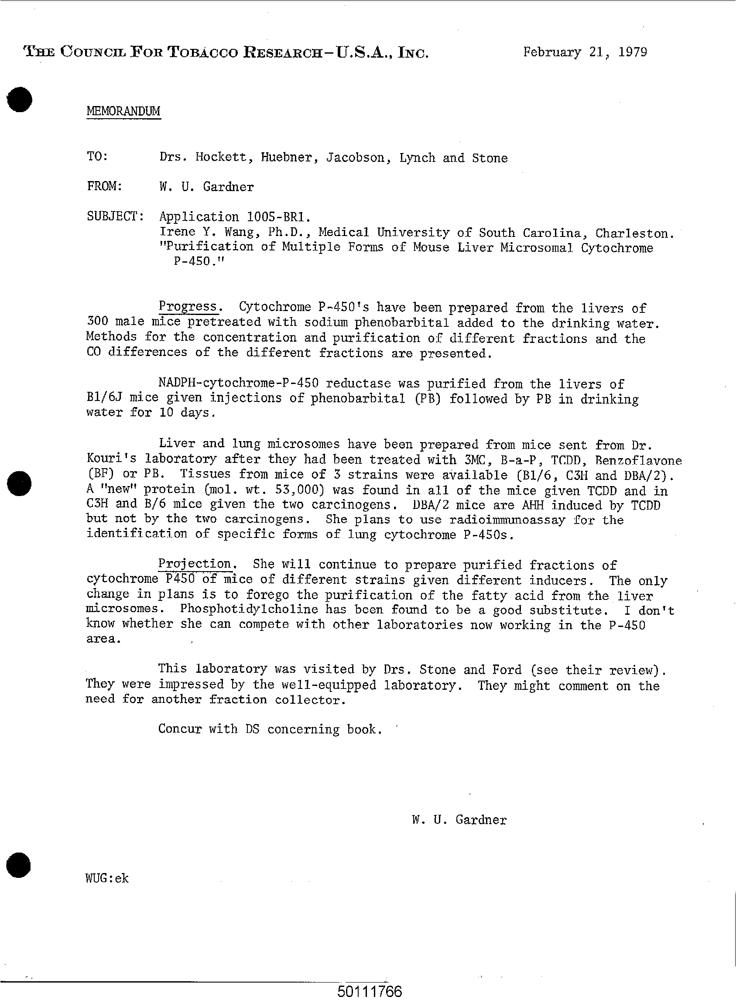 THE COUNCIL FOR TOBACCO RESEARCH-U.S.A., INC.
February 21, 1979
MEMORANDUM
TO: Drs. Hockett, Huebner, Jacobson, Lynch and Stone
FROM: W. U. Gardner
SUBJECT: Application 1005-BR1.
Irene Y. Wang, Ph.D., Medical University of South Carolina, Charleston.
"Purification of Multiple Forms of Mouse Liver Microsomal Cytochrome
P-450."
Progress. Cytochrome P-450's have been prepared from the livers of
300 male mice pretreated with sodium phenobarbital added to the drinking water.
Methods for the concentration and purification of different fractions and the
CO differences of the different fractions are presented.
NADPH-cytochrome-P-450 reductase was purified from the livers of
B1/6J mice given injections of phenobarbital (PB) followed by PB in drinking
water for 10 days.
Liver and lung microsomes have been prepared from mice sent from Dr.
Kouri's laboratory after they had been treated with 3MC, B-a-P, TCDD, Benzoflavone
(BF) or PB. Tissues from mice of 3 strains were available (B1/6, C3H and DBA/2).
A "new" protein (mol. wt. 53,000) was found in all of the mice given TCDD and in
C3H and B/6 mice given the two carcinogens. DBA/2 mice are AHH induced by TCDD
but not by the two carcinogens. She plans to use radioimmunoassay for the
identification of specific forms of lung cytochrome P-450s.
Projection. She will continue to prepare purified fractions of
cytochrome P450 of mice of different strains given different inducers. The only
change in plans is to forego the purification of the fatty acid from the liver
microsomes. Phosphotidylcholine has been found to be a good substitute. I don't
know whether she can compete with other laboratories now working in the P-450
area.
This laboratory was visited by Drs. Stone and Ford (see their review).
They were impressed by the well-equipped laboratory. They might comment on the
need for another fraction collector.
Concur with DS concerning book.
W. U. Gardner
WUG:ek
50111766